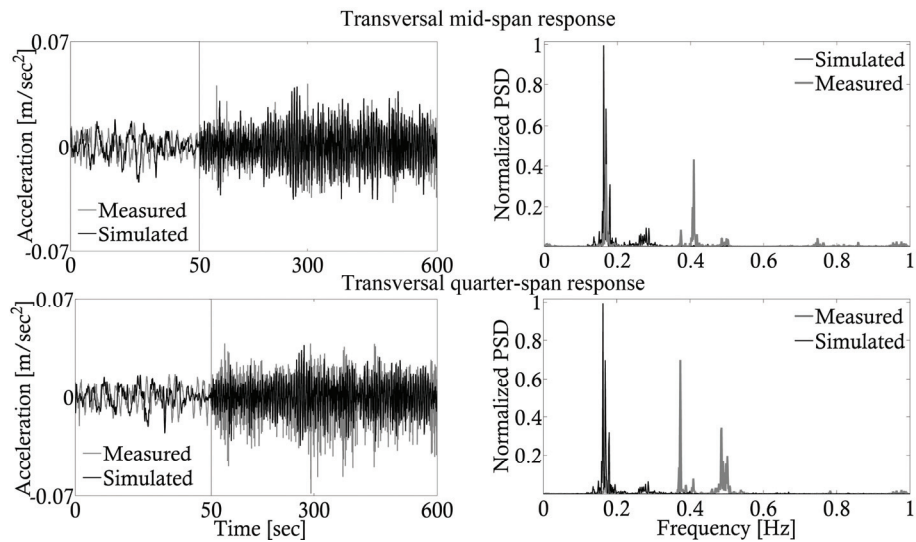 Transversal mid-span response
0.07
Acceleration [m/sec²]
0
Measured
Simulated
-0.07
0
50
300
600
1
Simulated
Measured
0.8
Normalized PSD
0.6
0.4
0.2
0
0.2
0.4
0.6
0.8
1
Transversal quarter-span response
-0.07
Acceleration [m/sec²]
0
Measured
Simulated
-0.07
0
50
300
600
Time [sec]
1
Measured
Simulated
0.8
Normalized PSD
0.6
0.4
0.2
0
0.2
0.4
0.6
0.8
1
Frequency [Hz]